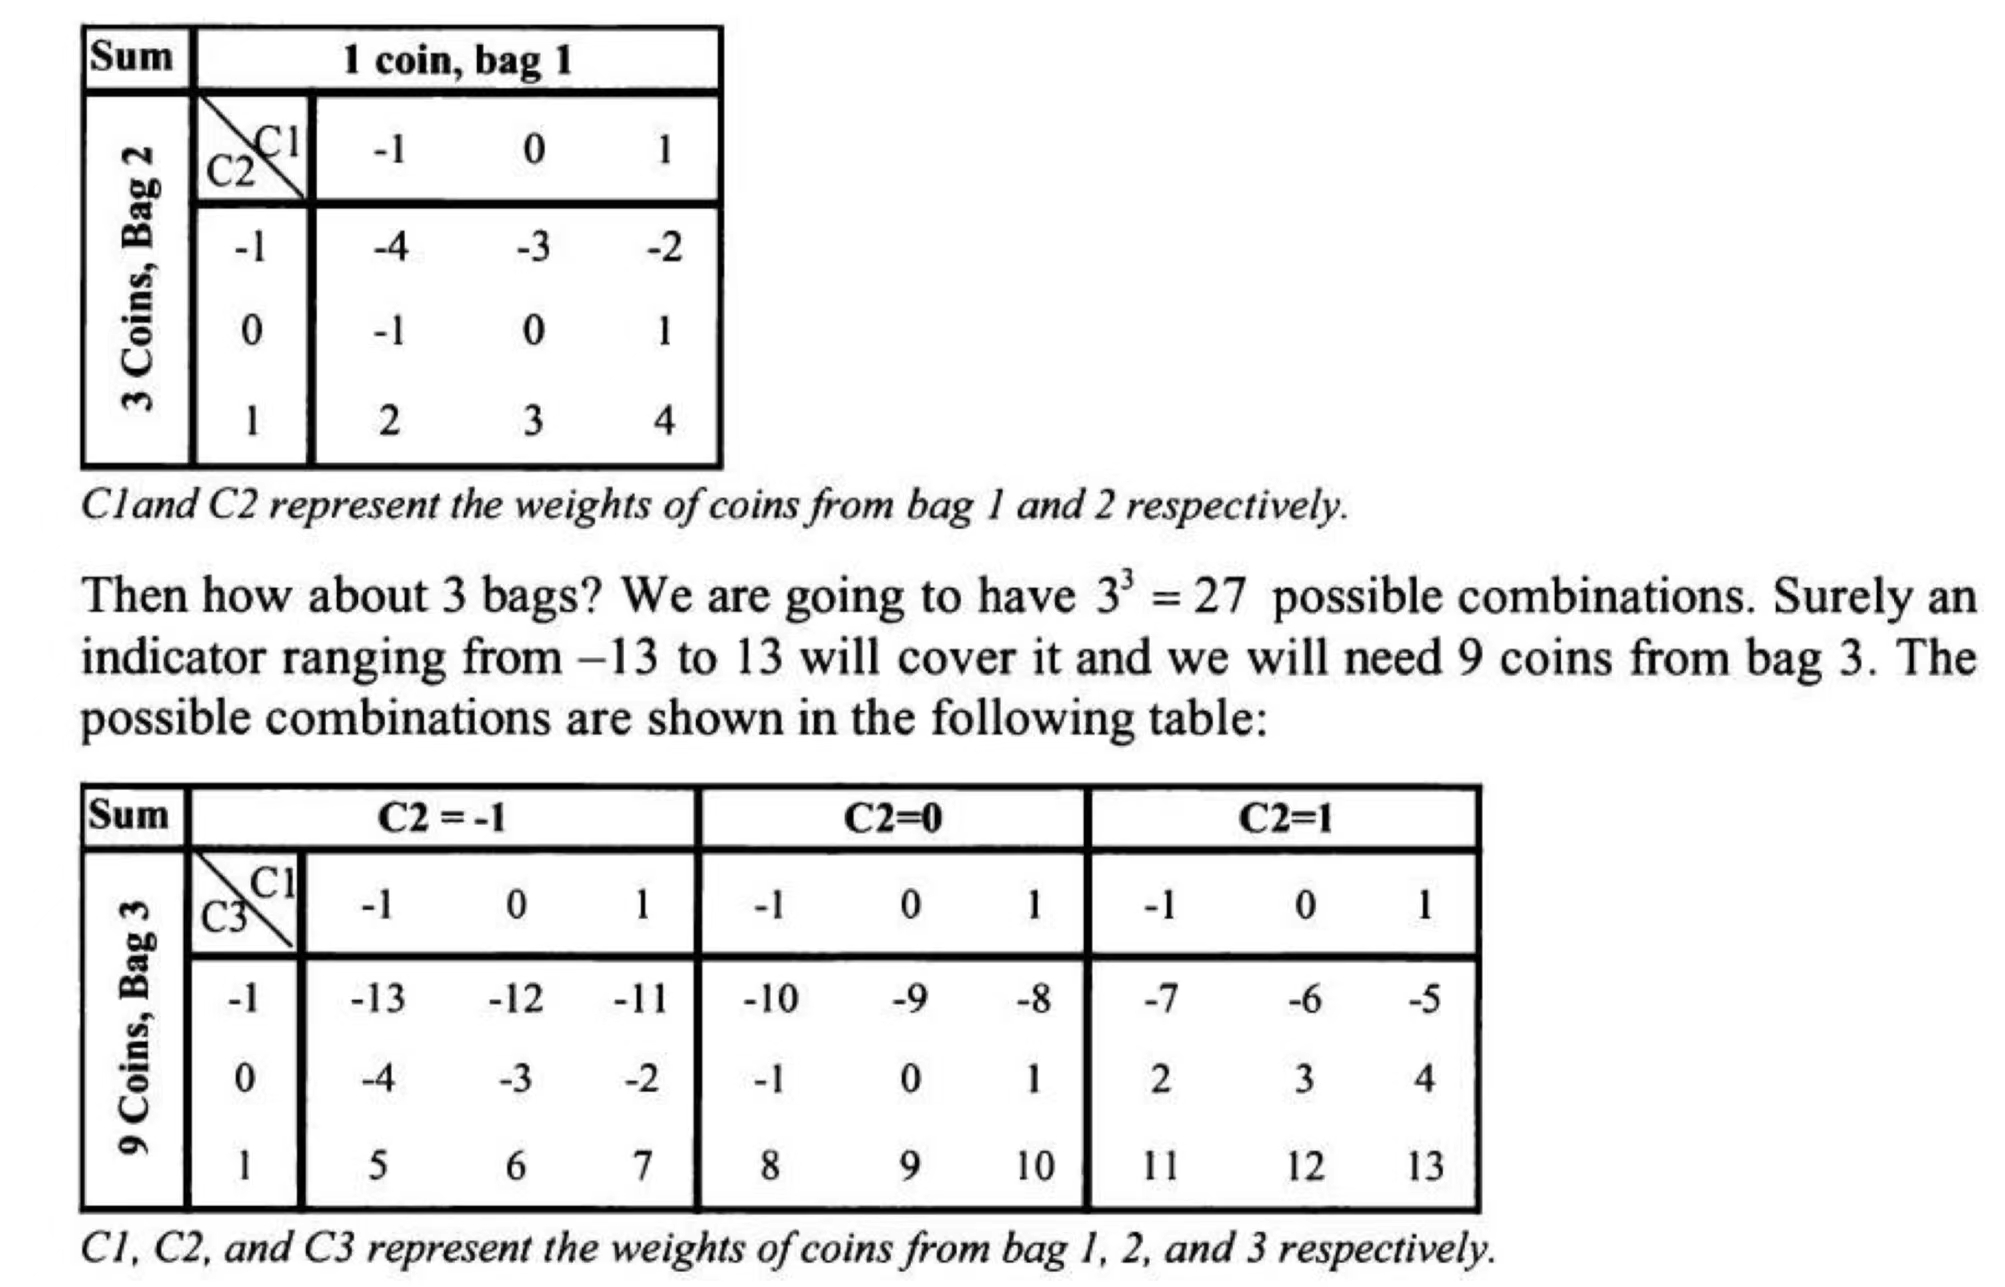 Sum 1 coin, bag 1
3 Coins, Bag 2
C1
C2 -1 0 1
-1 -4 -3 -2
0 -1 0 1
1 2 3 4
C1and C2 represent the weights of coins from bag 1 and 2 respectively.
Then how about 3 bags? We are going to have 3³ = 27 possible combinations. Surely an
indicator ranging from –13 to 13 will cover it and we will need 9 coins from bag 3. The
possible combinations are shown in the following table:
Sum C2 = -1 C2=0 C2=1
9 Coins, Bag 3
C1
C3 -1 0 1 -1 0 1 -1 0 1
-1 -13 -12 -11 -10 -9 -8 -7 -6 -5
0 -4 -3 -2 -1 0 1 2 3 4
1 5 6 7 8 9 10 11 12 13
C1, C2, and C3 represent the weights of coins from bag 1, 2, and 3 respectively.